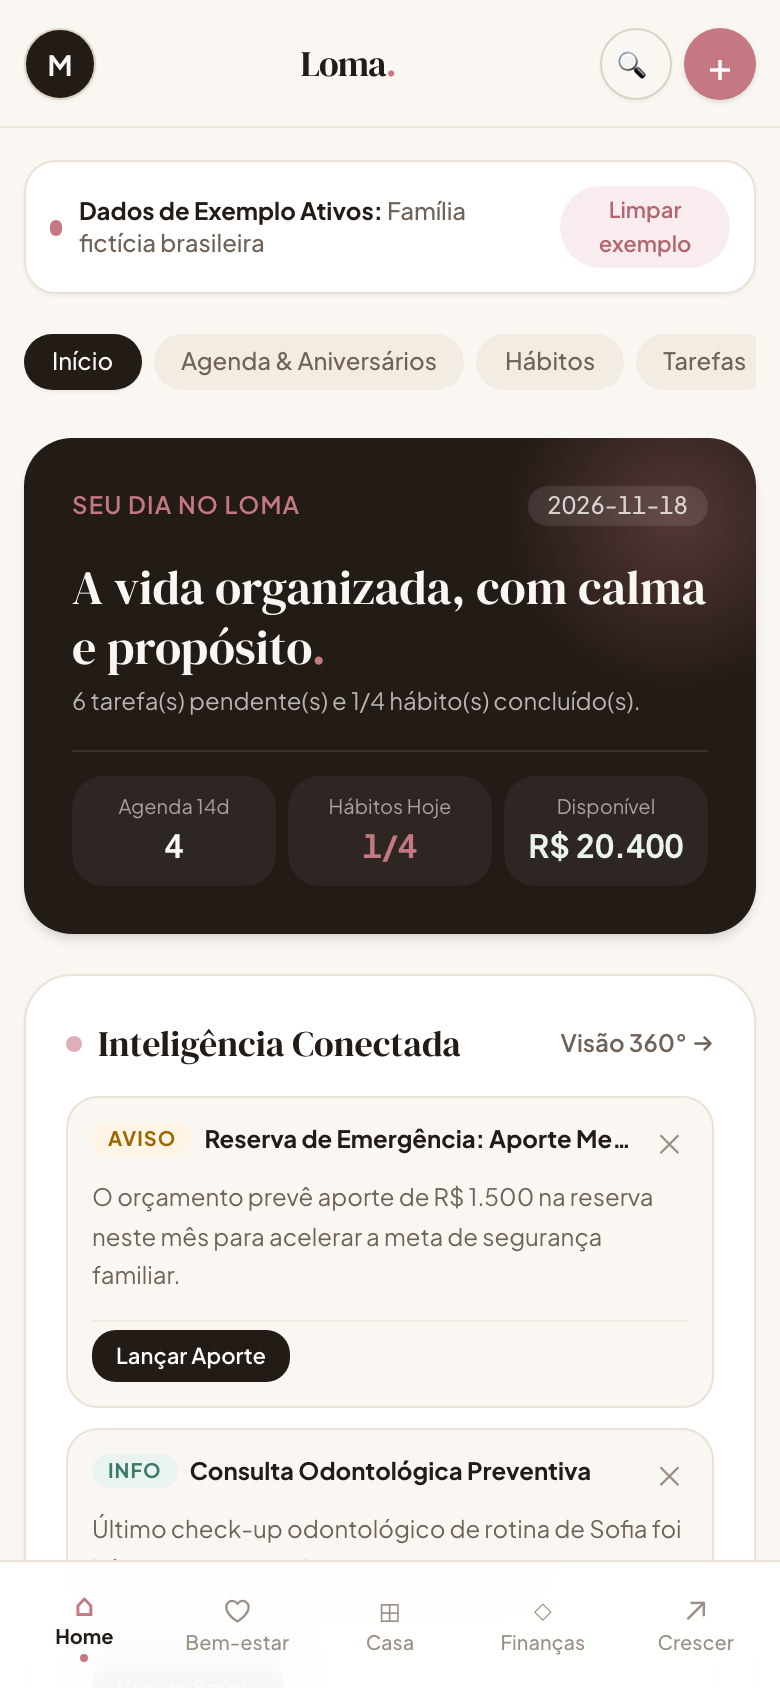 M
Loma.
+
Dados de Exemplo Ativos: Família
fictícia brasileira
Limpar
exemplo
Início
Agenda & Aniversários
Hábitos
Tarefas
SEU DIA NO LOMA
2026-11-18
A vida organizada, com calma
e propósito.
6 tarefa(s) pendente(s) e 1/4 hábito(s) concluído(s).
Agenda 14d
4
Hábitos Hoje
1/4
Disponível
R$ 20.400
Inteligência Conectada
Visão 360° →
AVISO
Reserva de Emergência: Aporte Me...
O orçamento prevê aporte de R$ 1.500 na reserva
neste mês para acelerar a meta de segurança
familiar.
Lançar Aporte
INFO
Consulta Odontológica Preventiva
Último check-up odontológico de rotina de Sofia foi
Home
Bem-estar
Casa
Finanças
Crescer